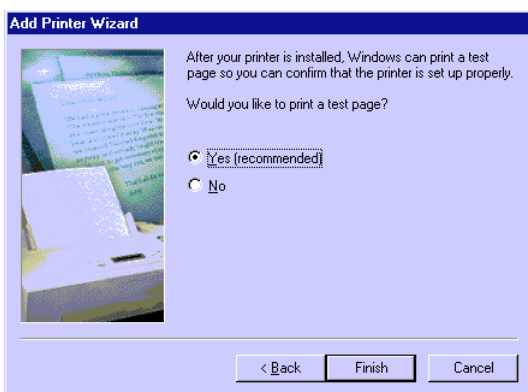 Add Printer Wizard
After your printer is installed, Windows can print a test
page so you can confirm that the printer is set up properly.
Would you like to print a test page?
Yes (recommended)
No
< Back
Finish
Cancel